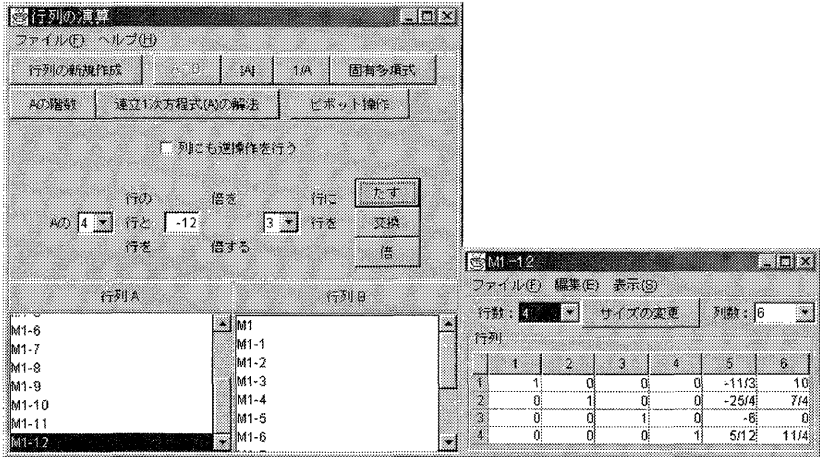 行列の演算
ファイル(F) ヘルプ(H)
行列の新規作成 |A| 1/A 固有多項式
Aの階数 連立1次方程式(A)の解法 ピボット操作
列にも逆操作を行う
行の 倍を 行に たす
Aの 4 行と -12 3 行を 交換
行を 倍する 倍
行列 A 行列 B
M1-6
M1-7
M1-8
M1-9
M1-10
M1-11
M1-12
M1
M1-1
M1-2
M1-3
M1-4
M1-5
M1-6
M1-12
ファイル(F) 編集(E) 表示(S)
行数: 4 サイズの変更 列数: 6
行列
1 2 3 4 5 6
1 1 0 0 0 -11/3 10
2 0 1 0 0 -25/4 7/4
3 0 0 1 0 -6 0
4 0 0 0 1 5/12 11/4